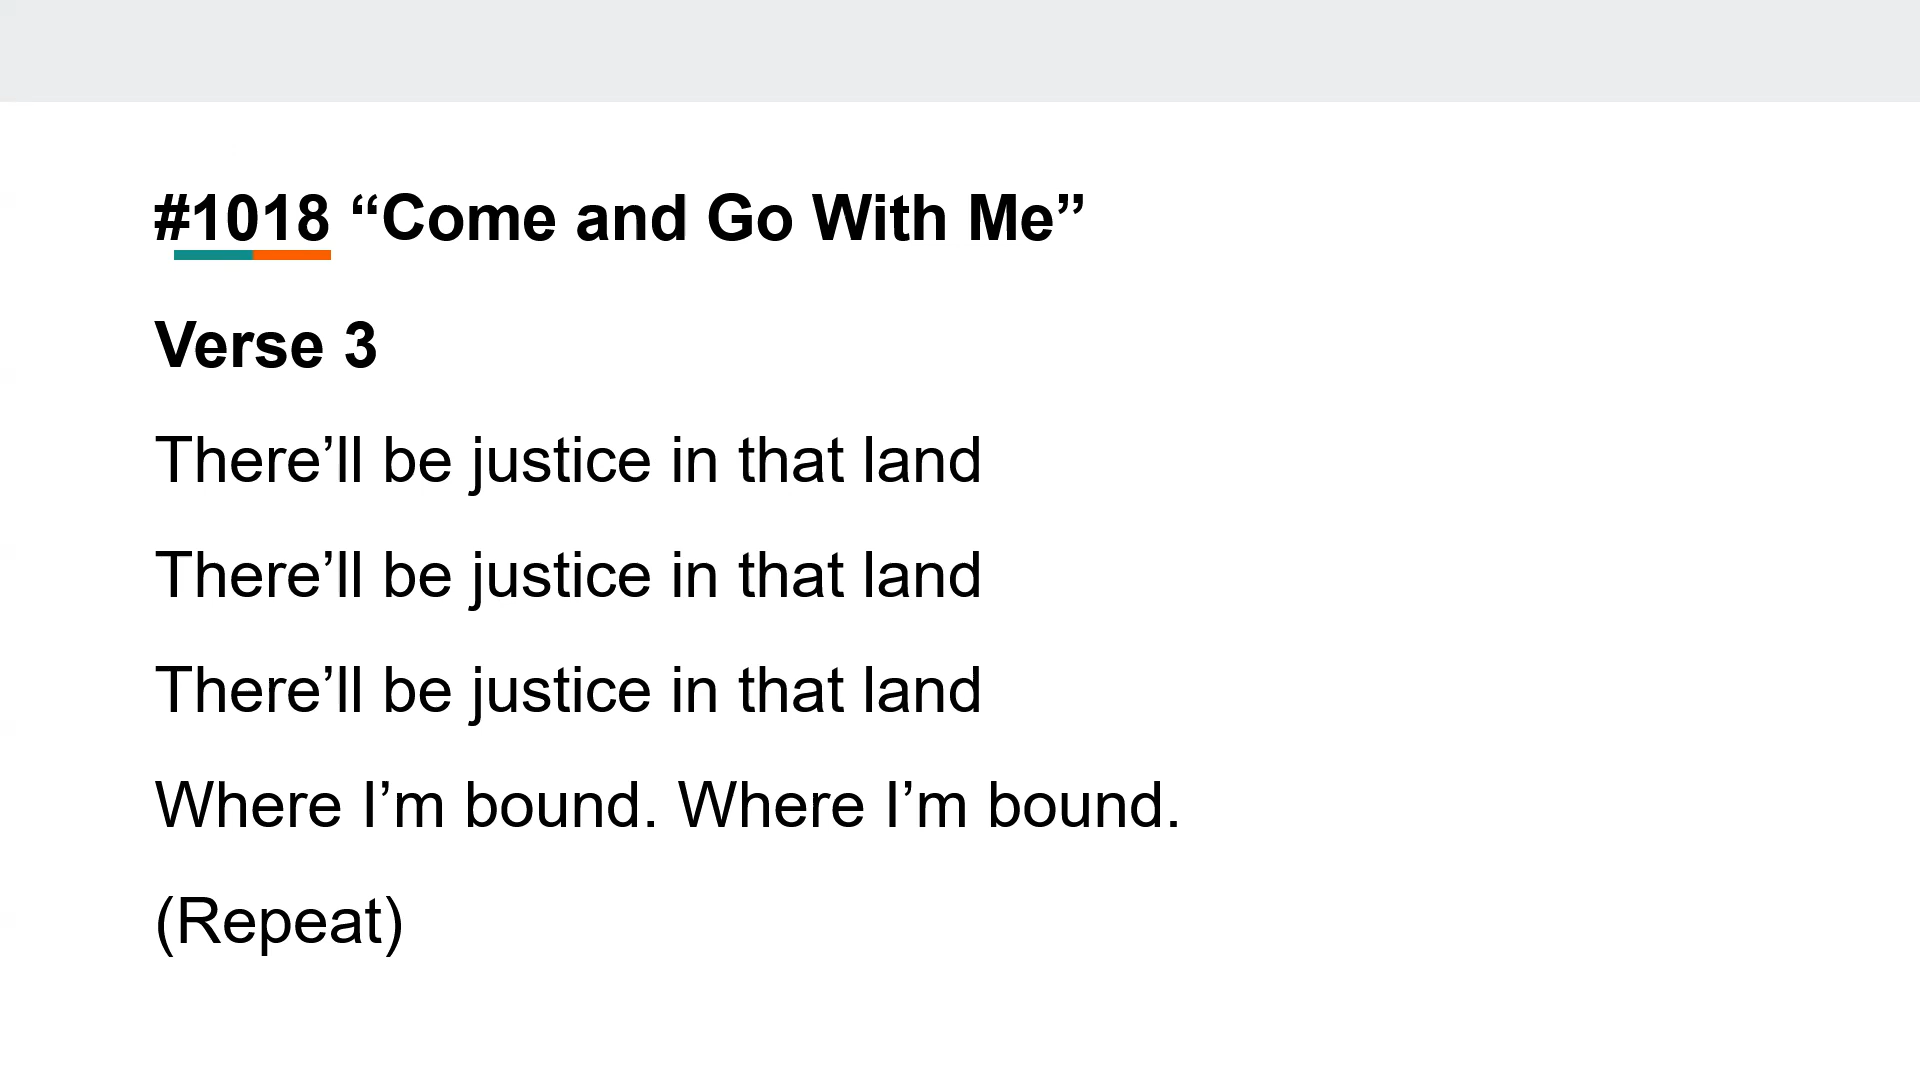 #1018 “Come and Go With Me”
Verse 3
There’ll be justice in that land
There’ll be justice in that land
There’ll be justice in that land
Where I’m bound. Where I’m bound.
(Repeat)